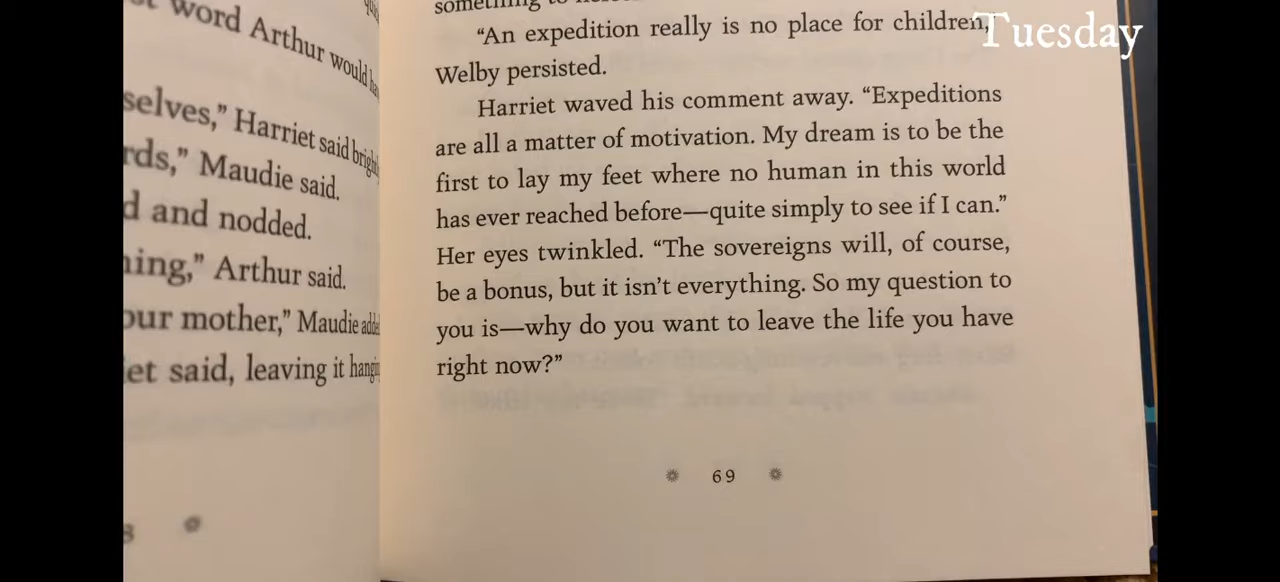 word Arthur would
selves,” Harriet said
rds,” Maudie said.
d and nodded.
ning,” Arthur said.
our mother,” Maudie
et said, leaving it
“An expedition really is no place for children,
Welby persisted.
Harriet waved his comment away. “Expeditions
are all a matter of motivation. My dream is to be the
first to lay my feet where no human in this world
has ever reached before—quite simply to see if I can.”
Her eyes twinkled. “The sovereigns will, of course,
be a bonus, but it isn’t everything. So my question to
you is—why do you want to leave the life you have
right now?”
69
Tuesday